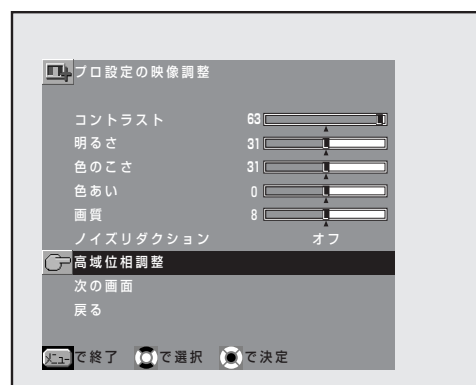 プロ設定の映像調整
コントラスト 63
明るさ 31
色のこさ 31
色あい 0
画質 8
ノイズリダクション オフ
高域位相調整
次の画面
戻る
メニューで終了 で選択 で決定